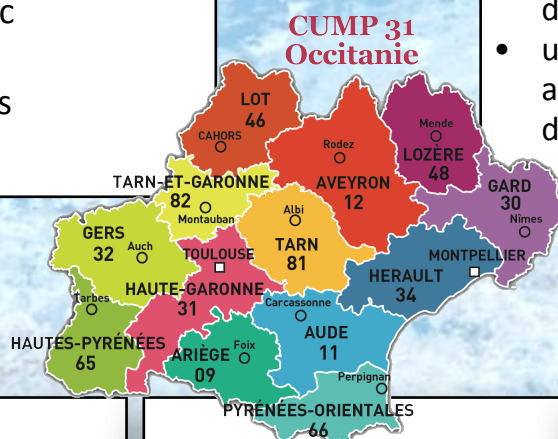 c
s
d
• u
a
d
CUMP 31
Occitanie
LOT
46
CAHORS
Rodez
AVEYRON
12
Mende
LOZÈRE
48
GARD
30
Nîmes
TARN-ET-GARONNE
82
Montauban
Albi
TARN
81
GERS
32
Auch
TOULOUSE
HAUTE-GARONNE
31
MONTPELLIER
HERAULT
34
Tarbes
HAUTES-PYRÉNÉES
65
ARIÈGE
09
Foix
Carcassonne
AUDE
11
Perpignan
PYRÉNÉES-ORIENTALES
66